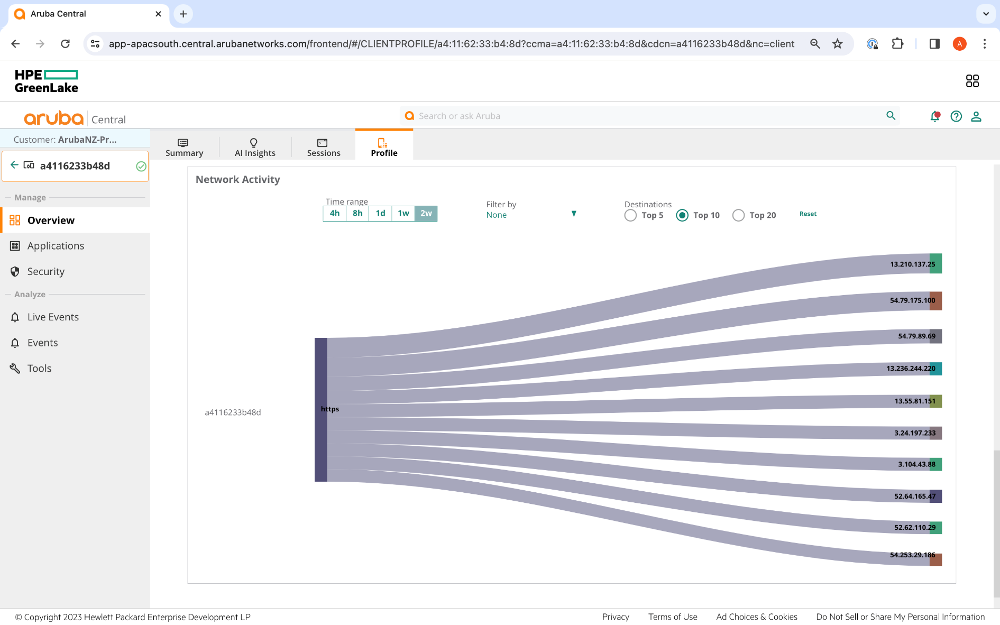 Aruba Central
app-apacsouth.central.arubanetworks.com/frontend/#/CLIENTPROFILE/a4:11:62:33:b4:8d?ccma=a4:11:62:33:b4:8d&cdcn=a4116233b48d&nc=client
A
HPE
GreenLake
aruba Central
Search or ask Aruba
Customer: ArubaNZ-Pr...
a4116233b48d
Manage
Overview
Applications
Security
Analyze
Live Events
Events
Tools
Summary
AI Insights
Sessions
Profile
Network Activity
Time range
4h 8h 1d 1w 2w
Filter by
None
Destinations
Top 5 Top 10 Top 20
Reset
a4116233b48d
https
13.210.137.25
54.79.175.100
54.79.89.69
13.236.244.220
13.55.81.151
3.24.197.233
3.104.43.88
52.64.165.47
52.62.110.29
54.253.29.186
© Copyright 2023 Hewlett Packard Enterprise Development LP
Privacy
Terms of Use
Ad Choices & Cookies
Do Not Sell or Share My Personal Information